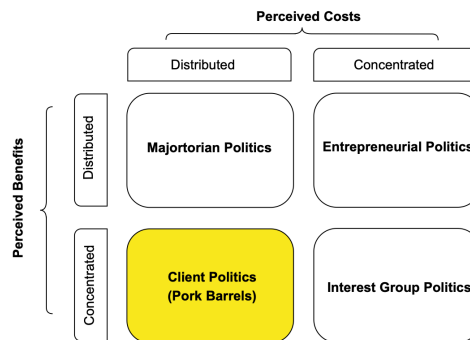 Perceived Costs
Distributed
Concentrated
Perceived Benefits
Distributed
Majortorian Politics
Entrepreneurial Politics
Concentrated
Client Politics
(Pork Barrels)
Interest Group Politics